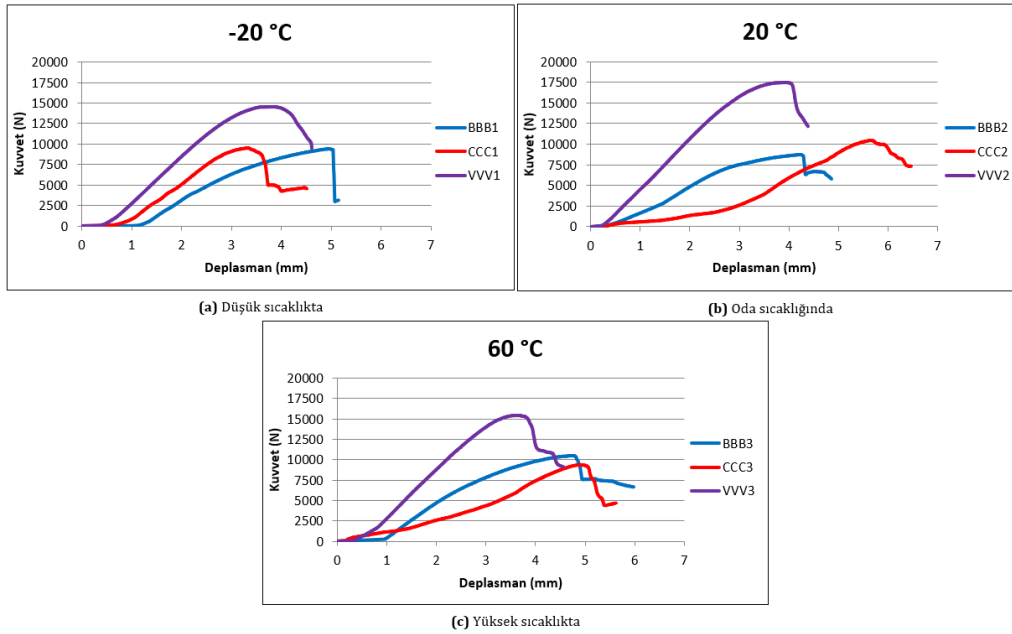 -20 °C
Kuvvet (N)
20000
17500
15000
12500
10000
7500
5000
2500
0
0 1 2 3 4 5 6 7
Deplasman (mm)
BBB1
CCC1
VVV1
(a) Düşük sıcaklıkta
20 °C
Kuvvet (N)
20000
17500
15000
12500
10000
7500
5000
2500
0
0 1 2 3 4 5 6 7
Deplasman (mm)
BBB2
CCC2
VVV2
(b) Oda sıcaklığında
60 °C
Kuvvet (N)
20000
17500
15000
12500
10000
7500
5000
2500
0
0 1 2 3 4 5 6 7
Deplasman (mm)
BBB3
CCC3
VVV3
(c) Yüksek sıcaklıkta